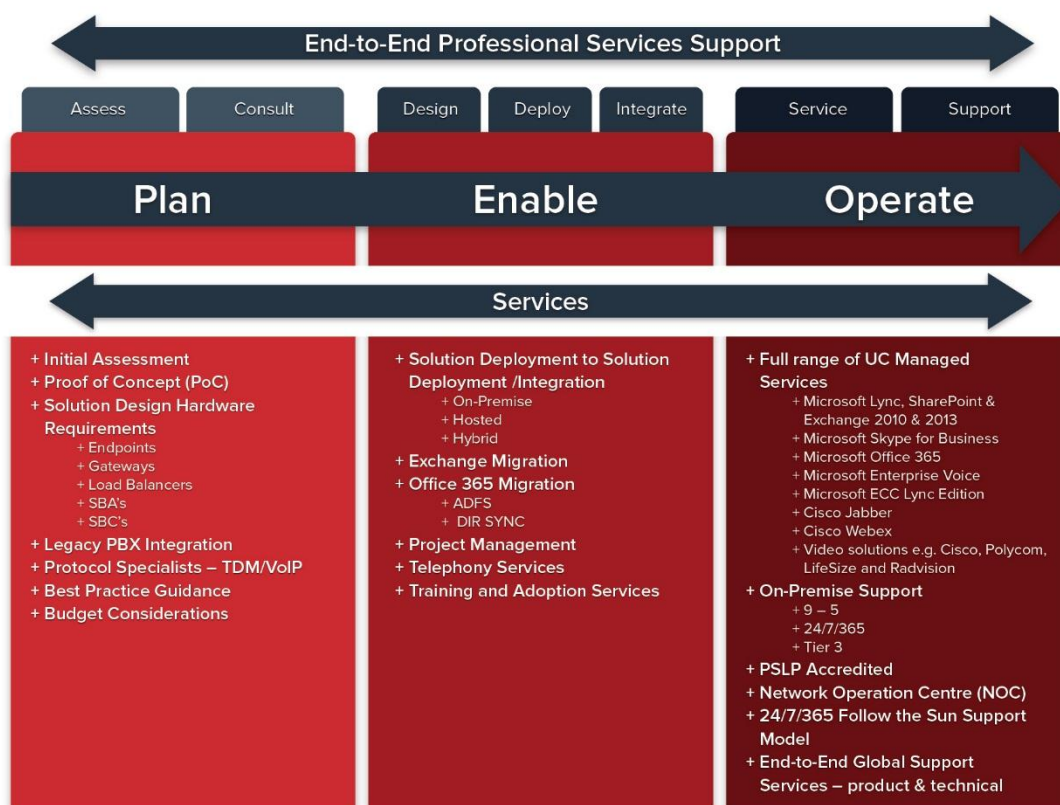 End-to-End Professional Services Support
Assess
Consult
Design
Deploy
Integrate
Service
Support
Plan
Enable
Operate
Services
+ Initial Assessment
+ Proof of Concept (PoC)
+ Solution Design Hardware
Requirements
+ Endpoints
+ Gateways
+ Load Balancers
+ SBA's
+ SBC's
+ Legacy PBX Integration
+ Protocol Specialists – TDM/VoIP
+ Best Practice Guidance
+ Budget Considerations
+ Solution Deployment to Solution
Deployment /Integration
+ On-Premise
+ Hosted
+ Hybrid
+ Exchange Migration
+ Office 365 Migration
+ ADFS
+ DIR SYNC
+ Project Management
+ Telephony Services
+ Training and Adoption Services
+ Full range of UC Managed
Services
+ Microsoft Lync, SharePoint &
Exchange 2010 & 2013
+ Microsoft Skype for Business
+ Microsoft Office 365
+ Microsoft Enterprise Voice
+ Microsoft ECC Lync Edition
+ Cisco Jabber
+ Cisco Webex
+ Video solutions e.g. Cisco, Polycom,
LifeSize and Radvision
+ On-Premise Support
+ 9 – 5
+ 24/7/365
+ Tier 3
+ PSLP Accredited
+ Network Operation Centre (NOC)
+ 24/7/365 Follow the Sun Support
Model
+ End-to-End Global Support
Services – product & technical